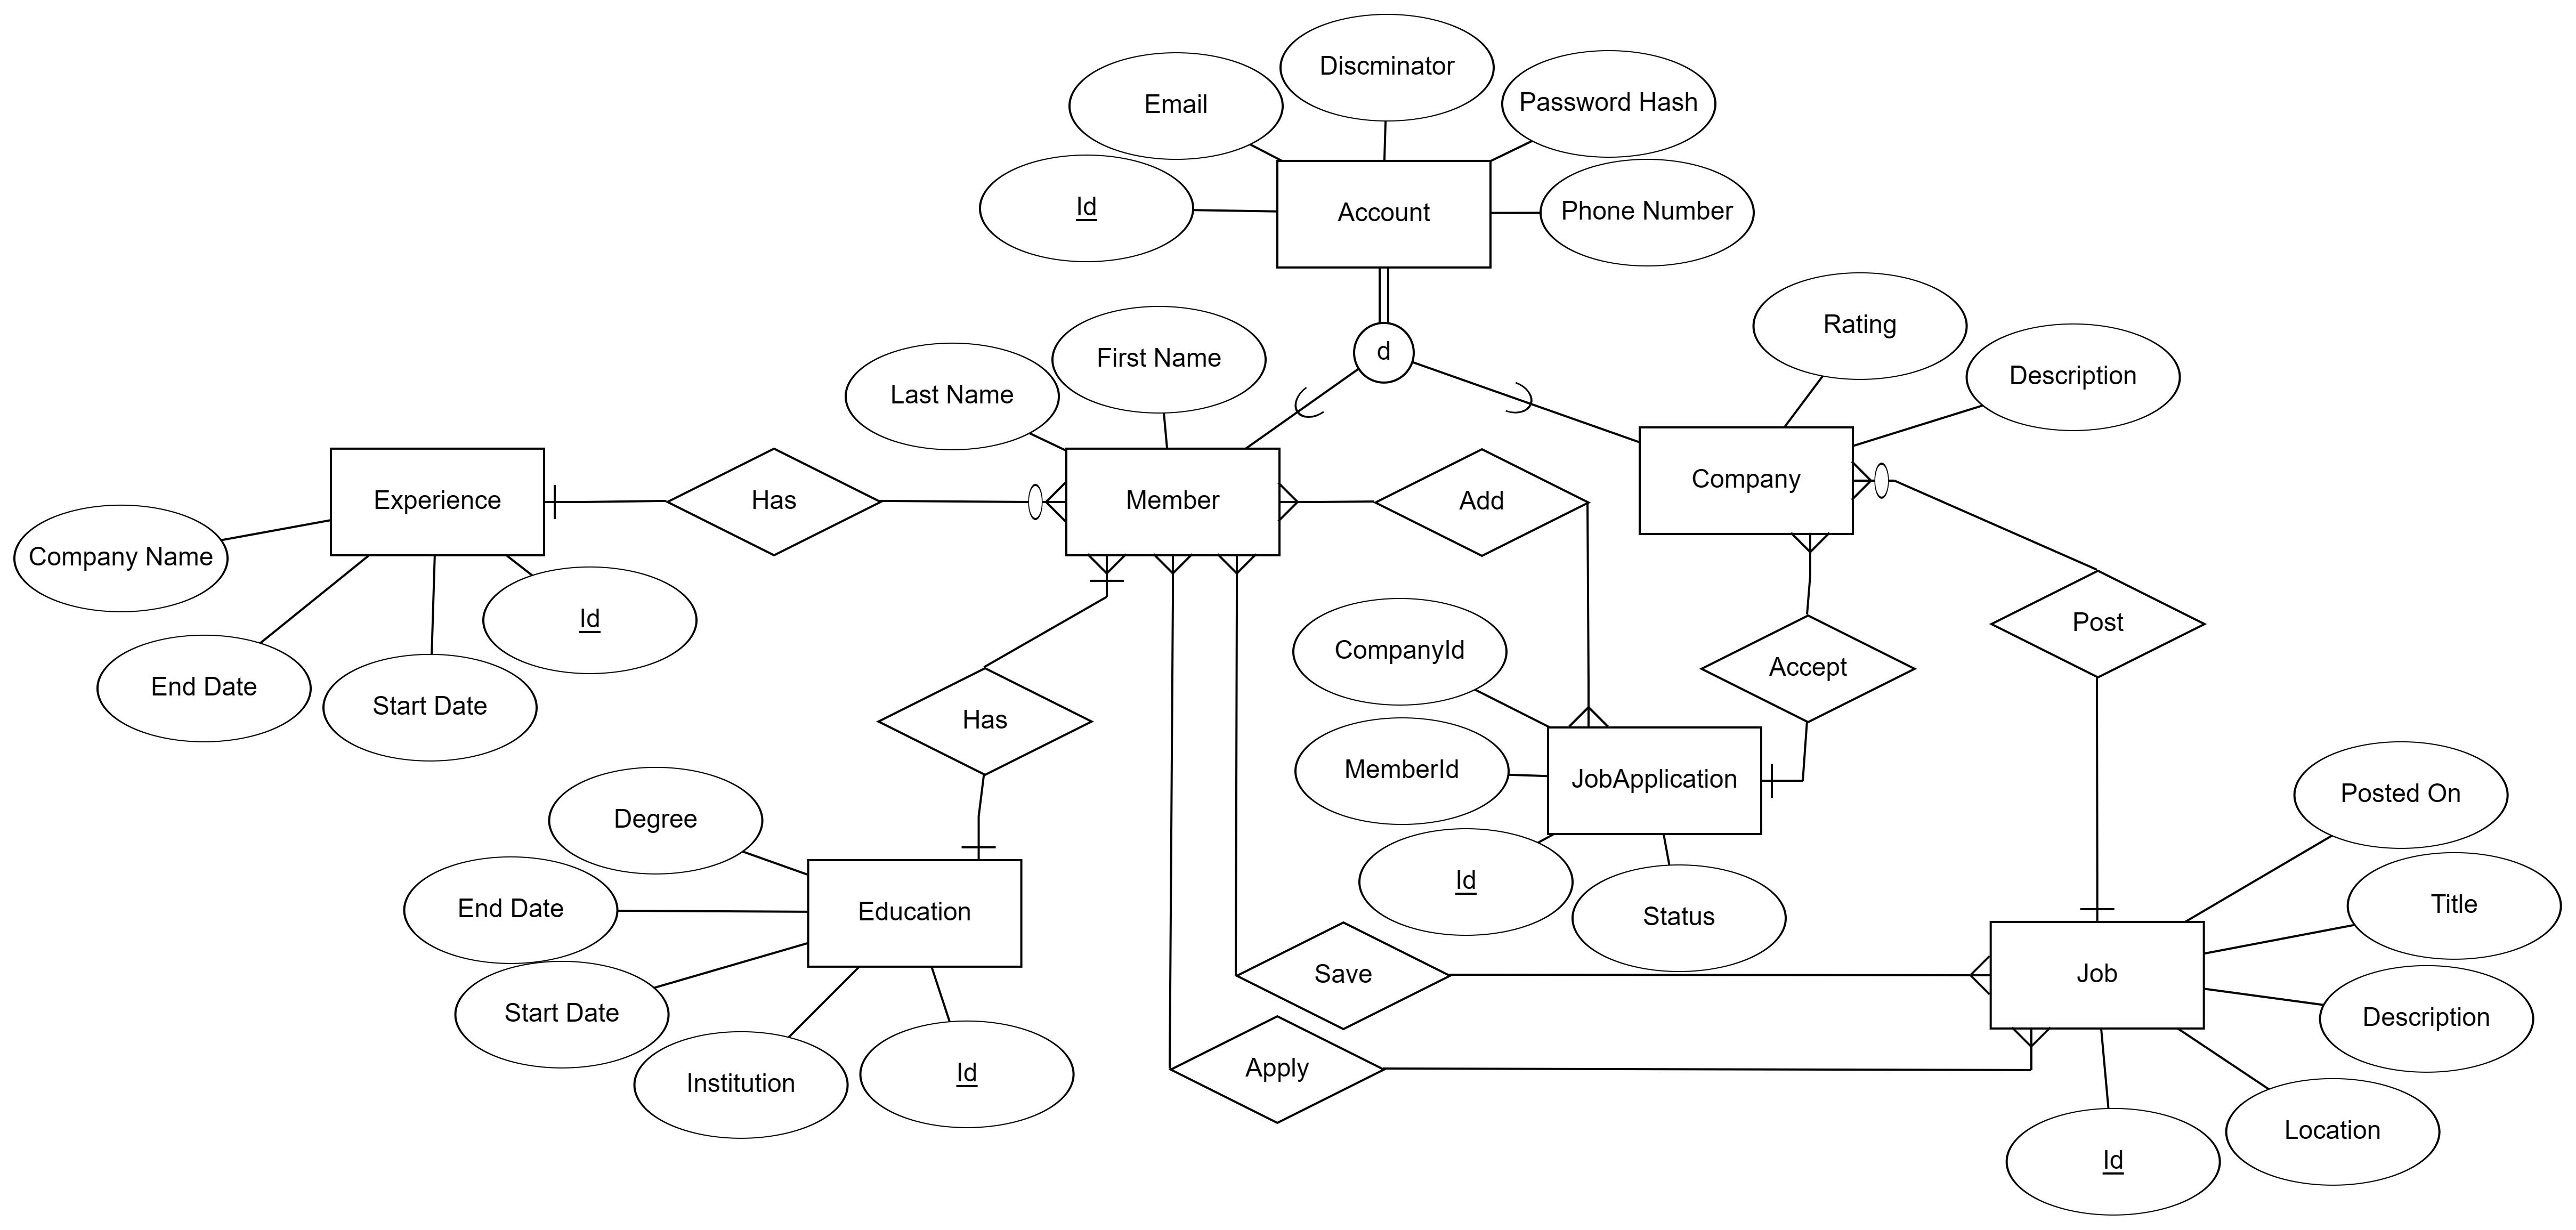 Discminator
Email
Password Hash
Id
Account
Phone Number
Rating
d
First Name
Description
Last Name
Experience
Has
Member
Add
Company
Company Name
Id
Post
CompanyId
Accept
End Date
Start Date
Has
MemberId
JobApplication
Posted On
Degree
Id
Status
Title
End Date
Education
Save
Job
Start Date
Description
Institution
Id
Apply
Location
Id